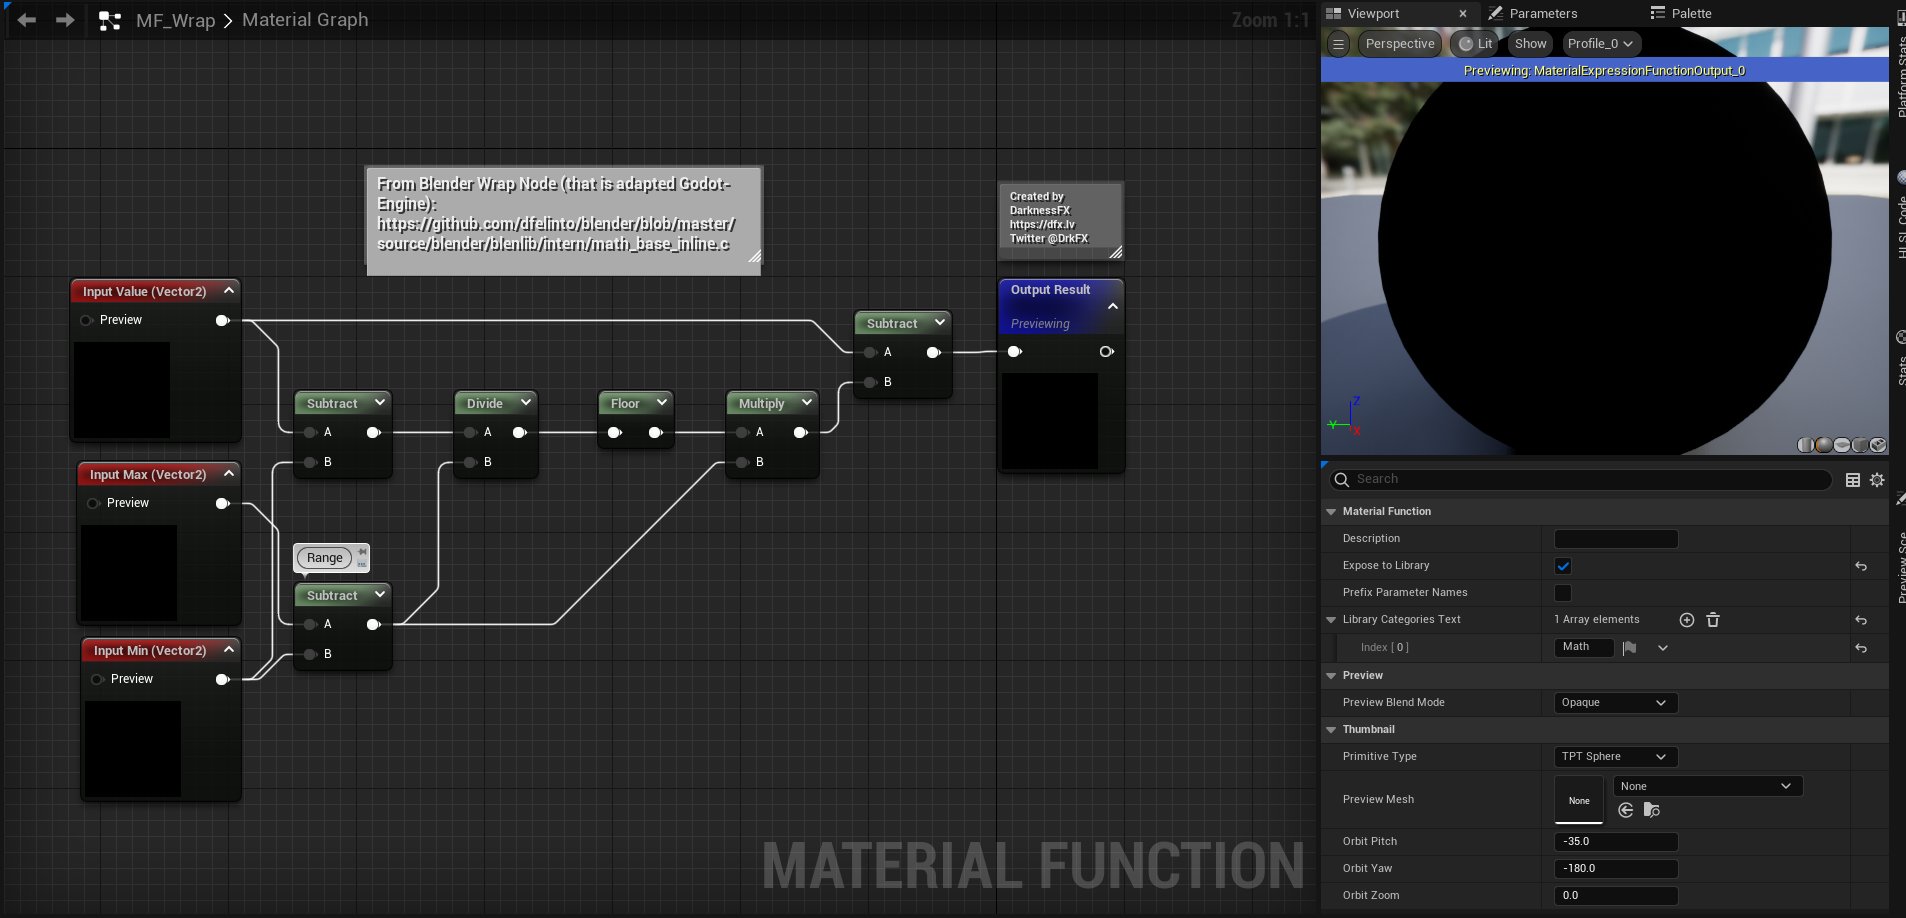 MF_Wrap > Material Graph
Zoom 1:1
From Blender Wrap Node (that is adapted Godot-
Engine):
https://github.com/dfelinto/blender/blob/master/
source/blender/blenlib/intern/math_base_inline.c
Created by
DarknessFX
https://dfx.lv
Twitter @DrkFX
Input Value (Vector2)
Preview
Output Result
Previewing
Subtract
A
B
Subtract
A
B
Divide
A
B
Floor
Multiply
A
B
Input Max (Vector2)
Preview
Range
Subtract
A
B
Input Min (Vector2)
Preview
MATERIAL FUNCTION
Viewport
Parameters
Palette
Perspective
Lit
Show
Profile_0
Previewing: MaterialExpressionFunctionOutput_0
Z
Y
X
Search
Material Function
Description
Expose to Library
Prefix Parameter Names
Library Categories Text
1 Array elements
Index [ 0 ]
Math
Preview
Preview Blend Mode
Opaque
Thumbnail
Primitive Type
TPT Sphere
Preview Mesh
None
None
Orbit Pitch
-35.0
Orbit Yaw
-180.0
Orbit Zoom
0.0
Platform Stats
HLSL Code
Stats
Preview Sce